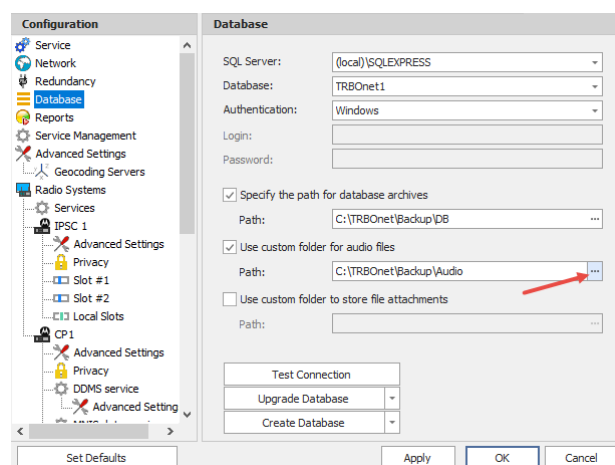 Configuration
Service
Network
Redundancy
Database
Reports
Service Management
Advanced Settings
Geocoding Servers
Radio Systems
Services
IPSC 1
Advanced Settings
Privacy
Slot #1
Slot #2
Local Slots
CP1
Advanced Settings
Privacy
DDMS service
Advanced Setting
Set Defaults
Database
SQL Server: (local)\SQLEXPRESS
Database: TRBOnet1
Authentication: Windows
Login:
Password:
Specify the path for database archives
Path: C:\TRBOnet\Backup\DB ...
Use custom folder for audio files
Path: C:\TRBOnet\Backup\Audio ...
Use custom folder to store file attachments
Path: ...
Test Connection
Upgrade Database
Create Database
Apply OK Cancel